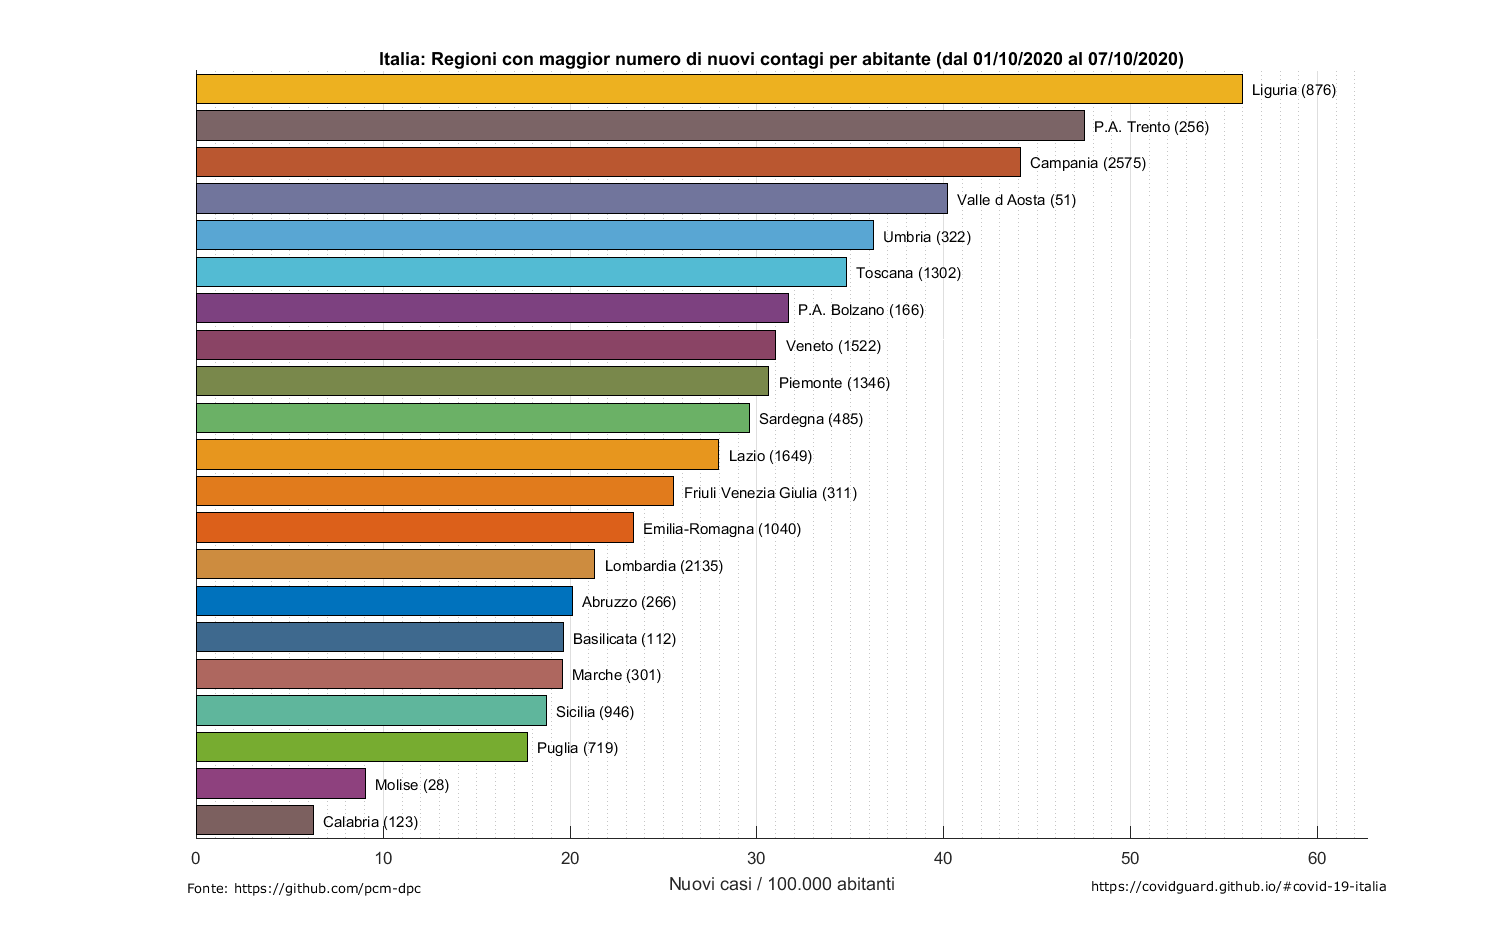 Italia: Regioni con maggior numero di nuovi contagi per abitante (dal 01/10/2020 al 07/10/2020)
Liguria (876)
P.A. Trento (256)
Campania (2575)
Valle d Aosta (51)
Umbria (322)
Toscana (1302)
P.A. Bolzano (166)
Veneto (1522)
Piemonte (1346)
Sardegna (485)
Lazio (1649)
Friuli Venezia Giulia (311)
Emilia-Romagna (1040)
Lombardia (2135)
Abruzzo (266)
Basilicata (112)
Marche (301)
Sicilia (946)
Puglia (719)
Molise (28)
Calabria (123)
0 10 20 30 40 50 60
Nuovi casi / 100.000 abitanti
Fonte: https://github.com/pcm-dpc
https://covidguard.github.io/#covid-19-italia